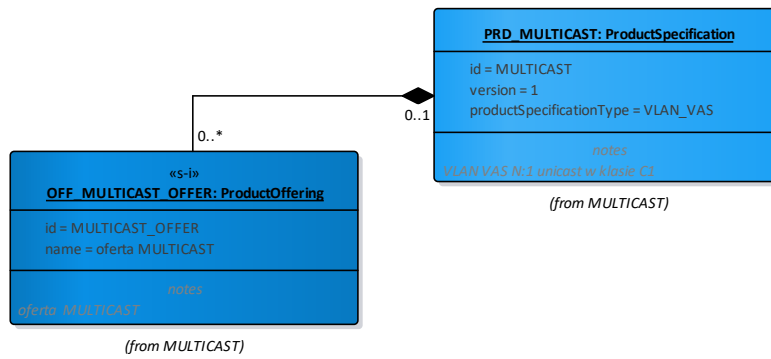 PRD_MULTICAST: ProductSpecification
id = MULTICAST
version = 1
productSpecificationType = VLAN_VAS
notes
VLAN VAS N:1 unicast w klasie C1
(from MULTICAST)
0..1
0..*
«s-i»
OFF_MULTICAST_OFFER: ProductOffering
id = MULTICAST_OFFER
name = oferta MULTICAST
notes
oferta MULTICAST
(from MULTICAST)